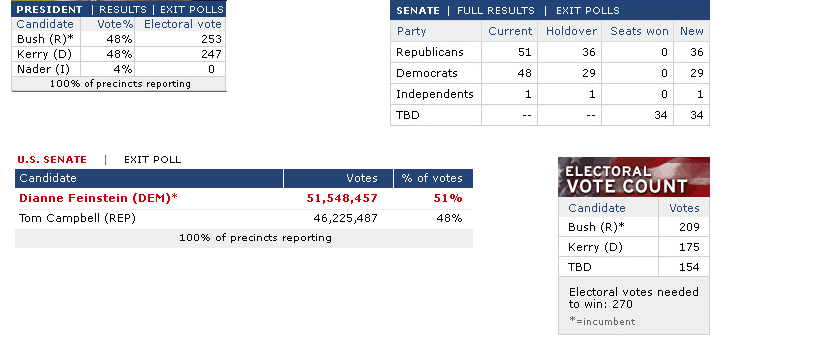 PRESIDENT | RESULTS | EXIT POLLS
Candidate Vote% Electoral vote
Bush (R)* 48% 253
Kerry (D) 48% 247
Nader (I) 4% 0
100% of precincts reporting
SENATE | FULL RESULTS | EXIT POLLS
Party Current Holdover Seats won New
Republicans 51 36 0 36
Democrats 48 29 0 29
Independents 1 1 0 1
TBD -- -- 34 34
U.S. SENATE | EXIT POLL
Candidate Votes % of votes
Dianne Feinstein (DEM)* 51,548,457 51%
Tom Campbell (REP) 46,225,487 48%
100% of precincts reporting
ELECTORAL
VOTE COUNT
Candidate Votes
Bush (R)* 209
Kerry (D) 175
TBD 154
Electoral votes needed
to win: 270
*=incumbent